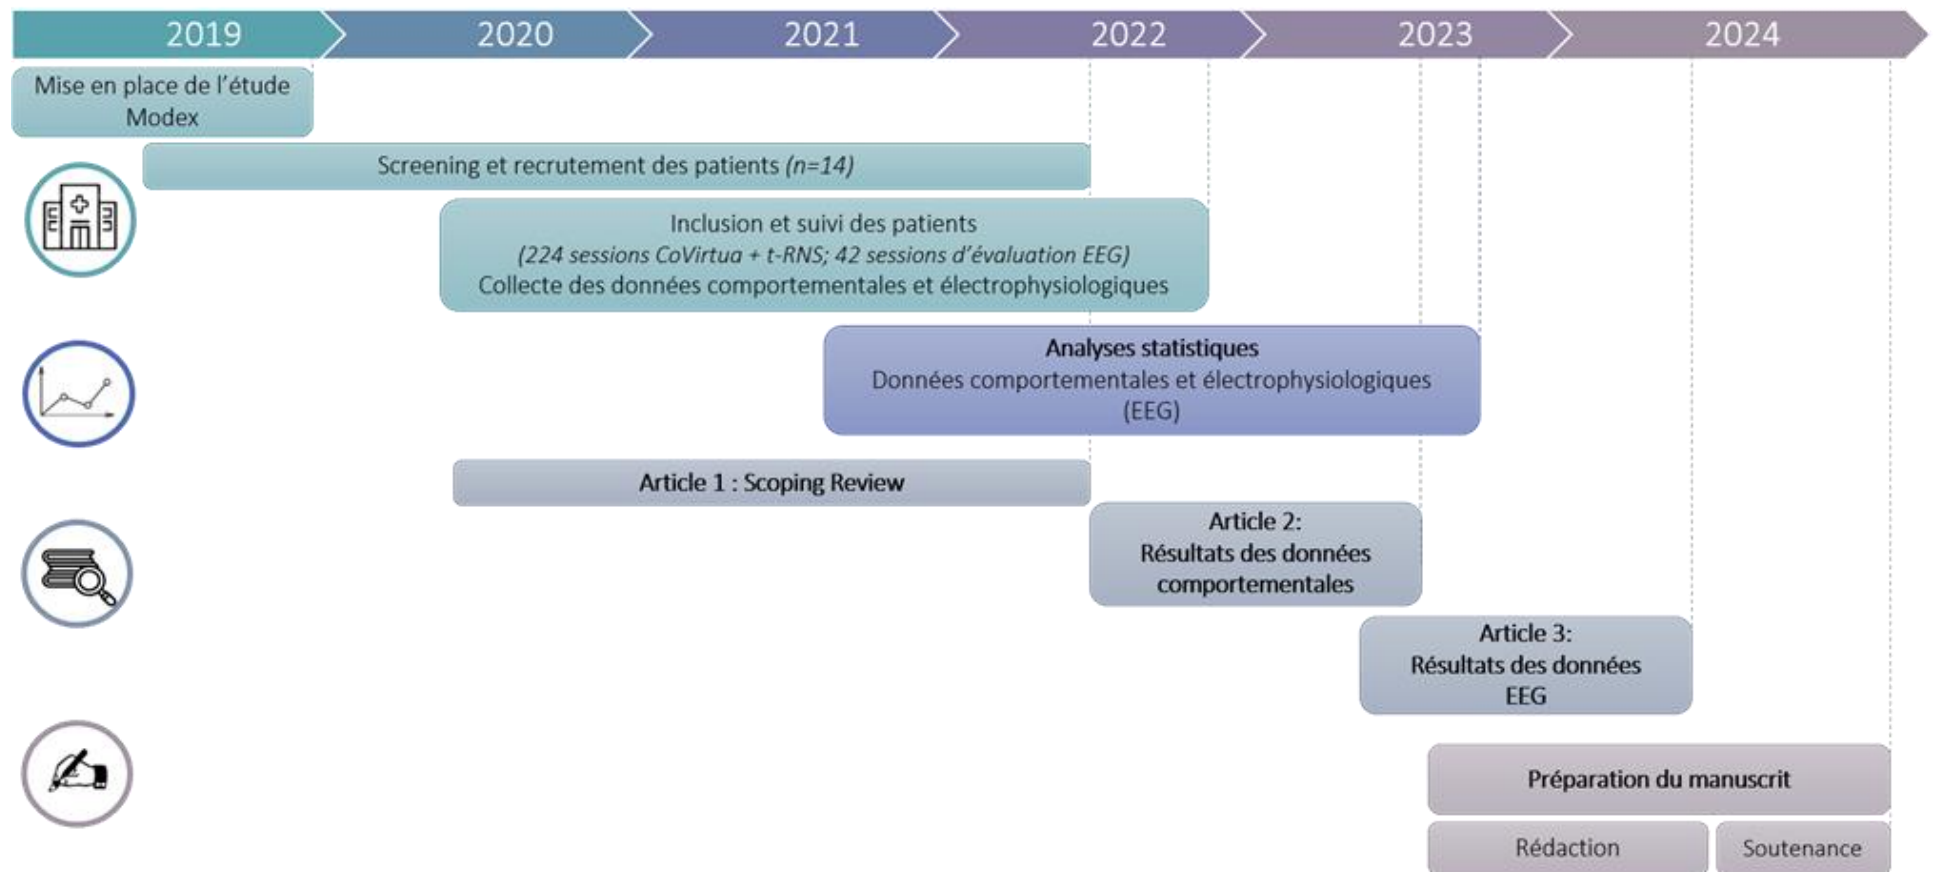 2019 2020 2021 2022 2023 2024
Mise en place de l’étude
Modex
Screening et recrutement des patients (n=14)
Inclusion et suivi des patients
(224 sessions CoVirtua + t-RNS; 42 sessions d’évaluation EEG)
Collecte des données comportementales et électrophysiologiques
Analyses statistiques
Données comportementales et électrophysiologiques
(EEG)
Article 1 : Scoping Review
Article 2:
Résultats des données
comportementales
Article 3:
Résultats des données
EEG
Préparation du manuscrit
Rédaction
Soutenance